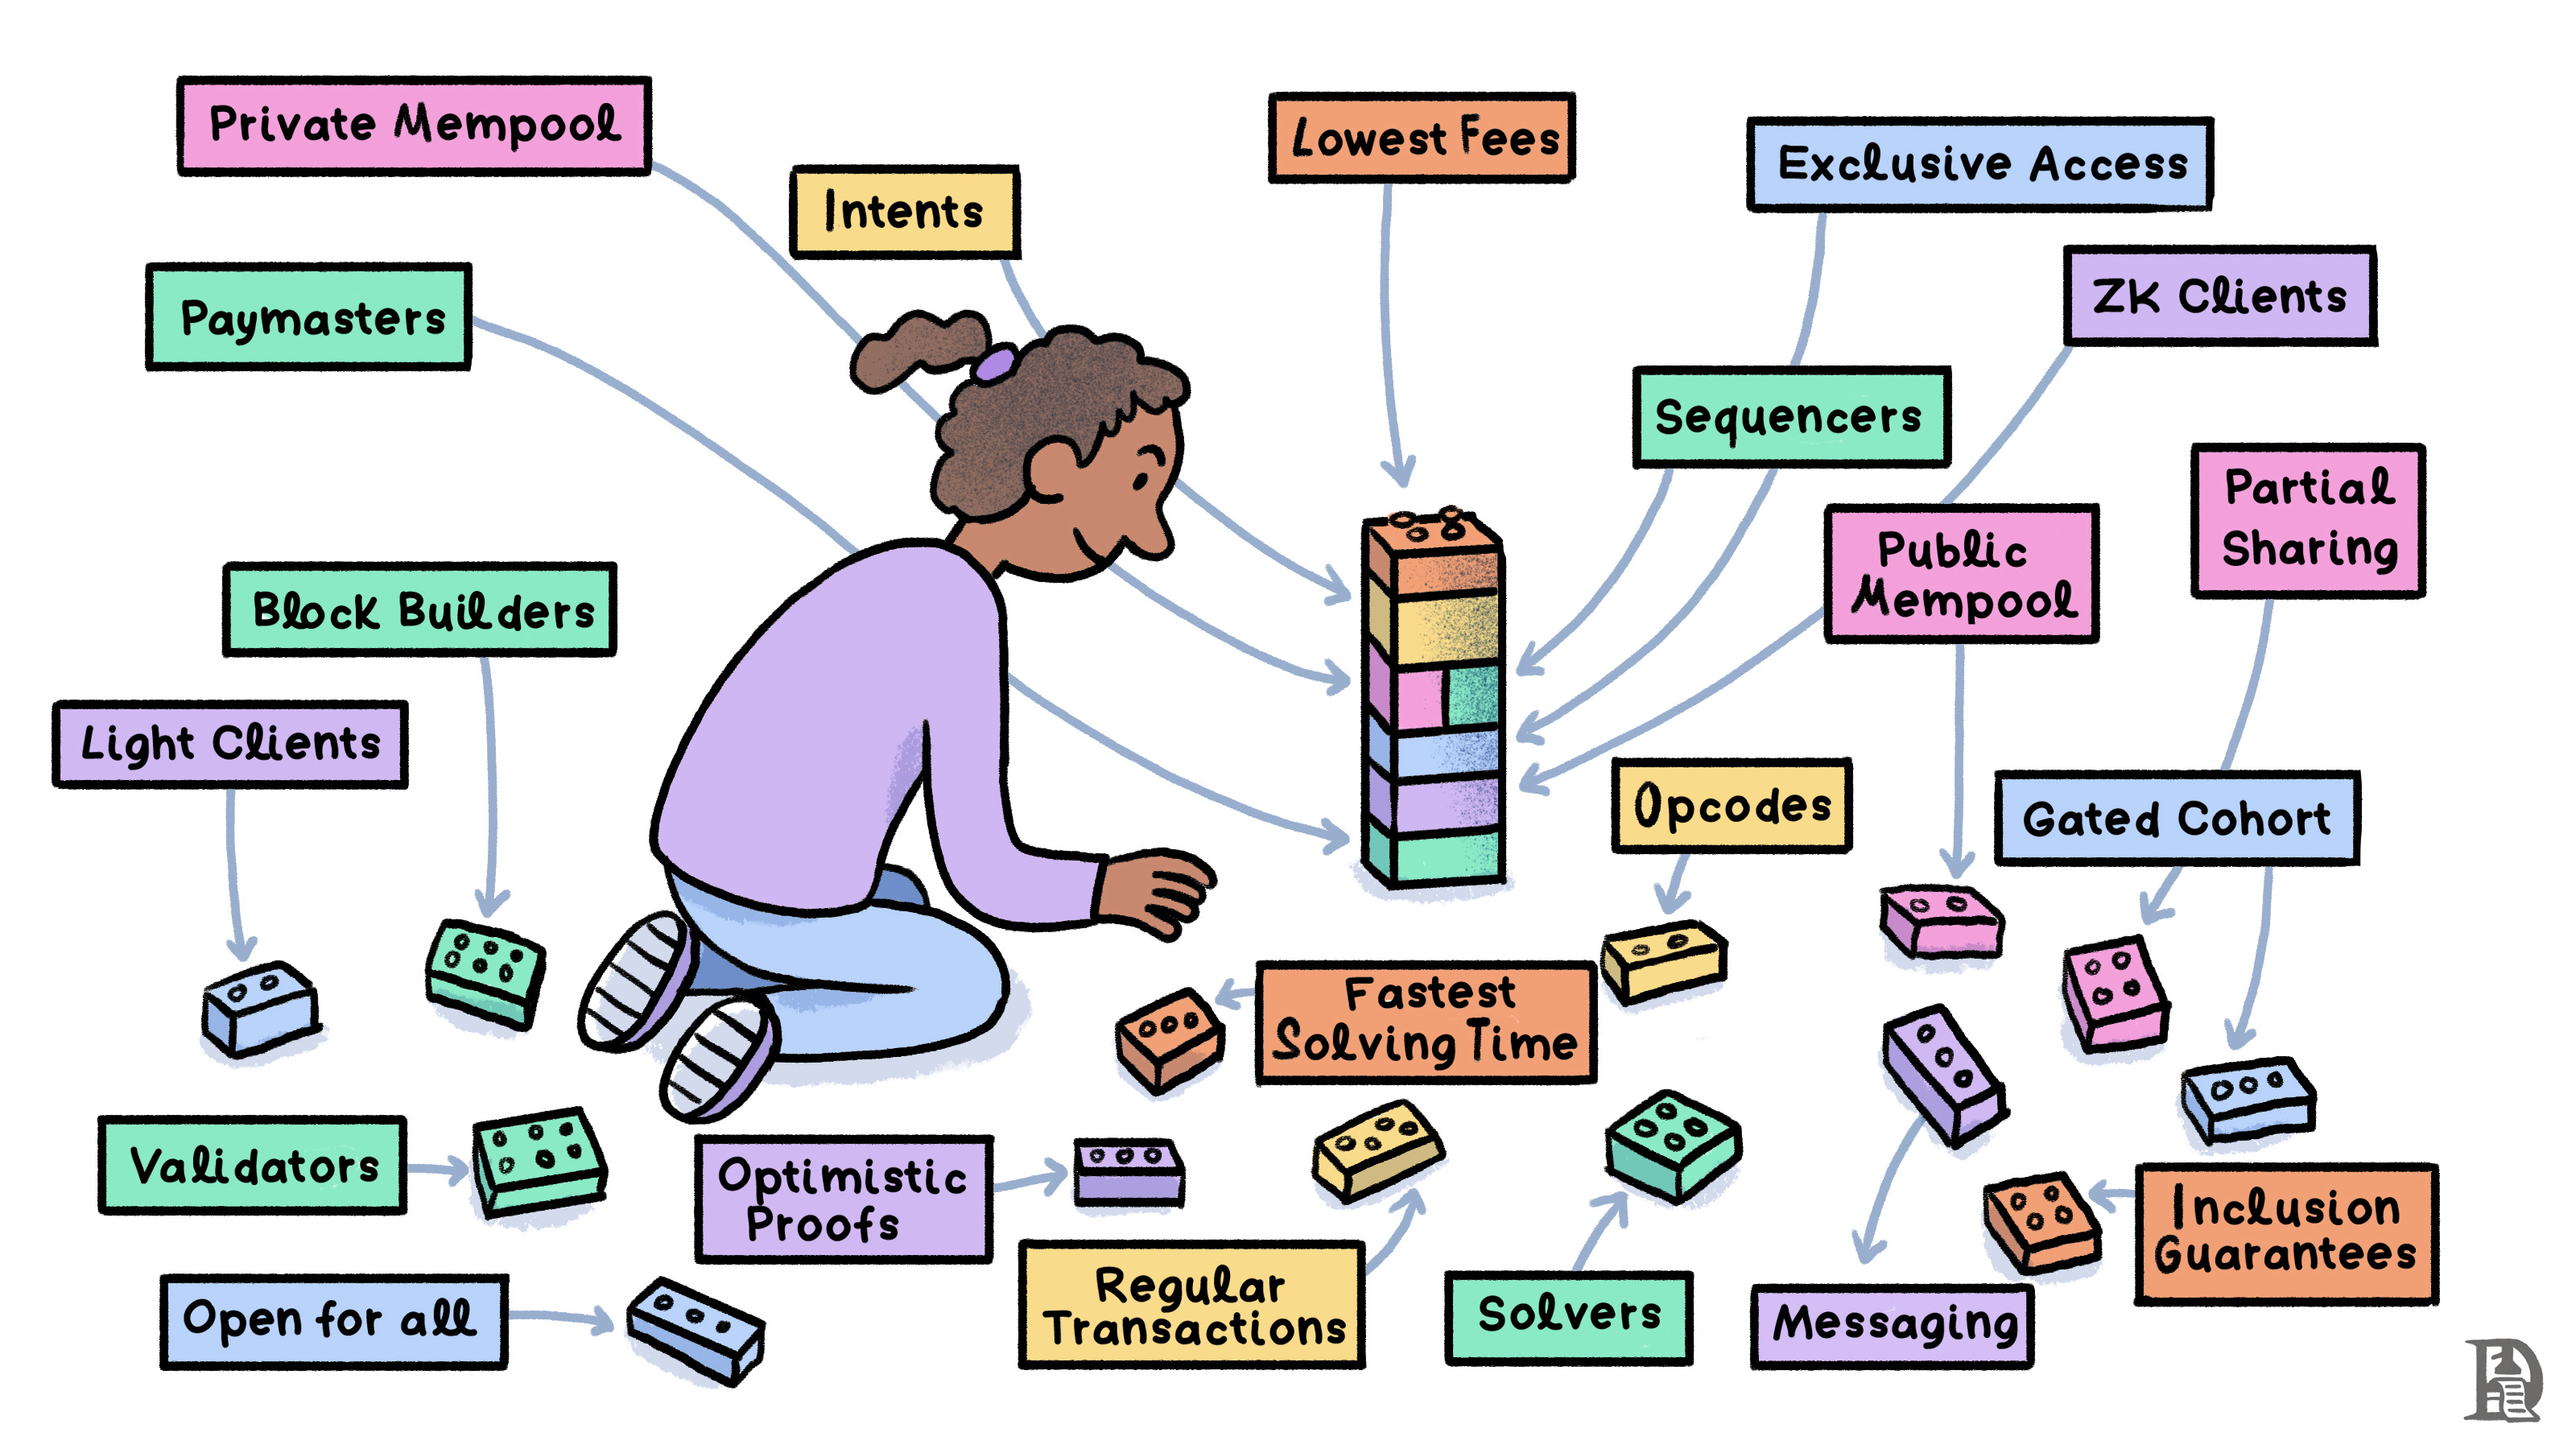 Private Mempool
Lowest Fees
Exclusive Access
Intents
ZK Clients
Paymasters
Sequencers
Partial
Sharing
Public
Mempool
Block Builders
Light Clients
Opcodes
Gated Cohort
Fastest
Solving Time
Validators
Optimistic
Proofs
Inclusion
Guarantees
Regular
Transactions
Solvers
Messaging
Open for all